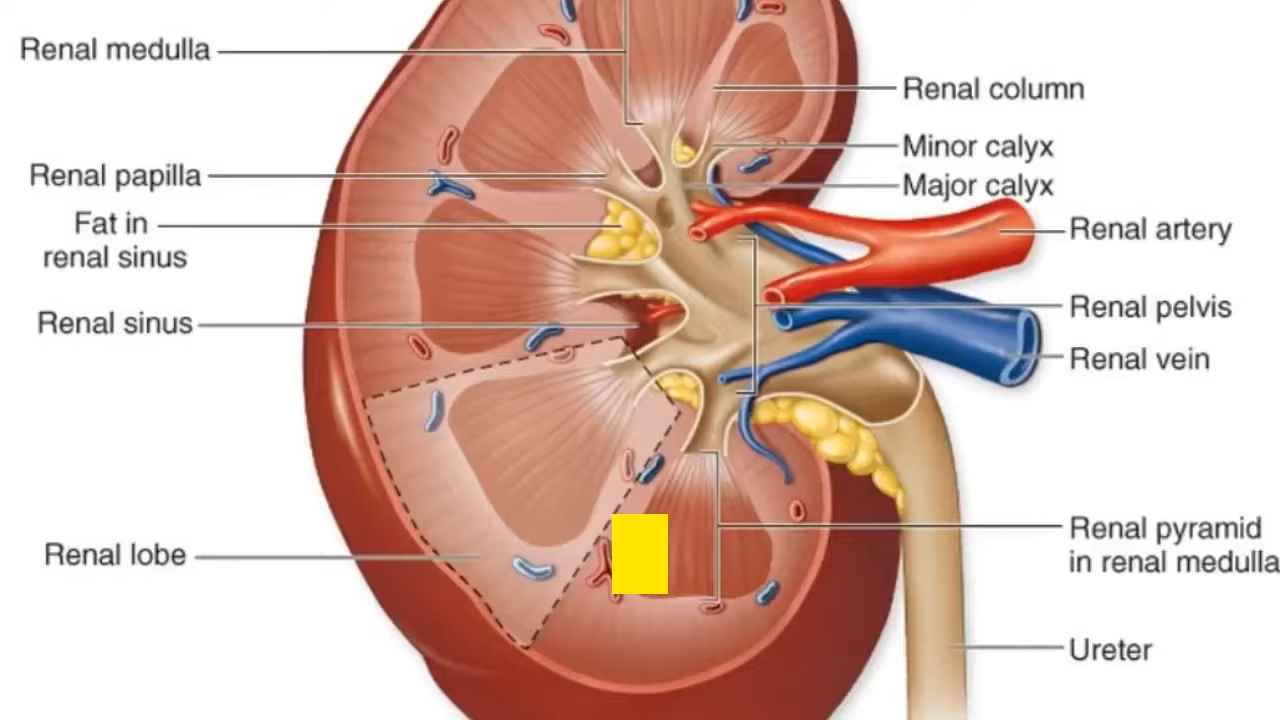 Renal medulla
Renal papilla
Fat in
renal sinus
Renal sinus
Renal lobe
Renal column
Minor calyx
Major calyx
Renal artery
Renal pelvis
Renal vein
Renal pyramid
in renal medulla
Ureter